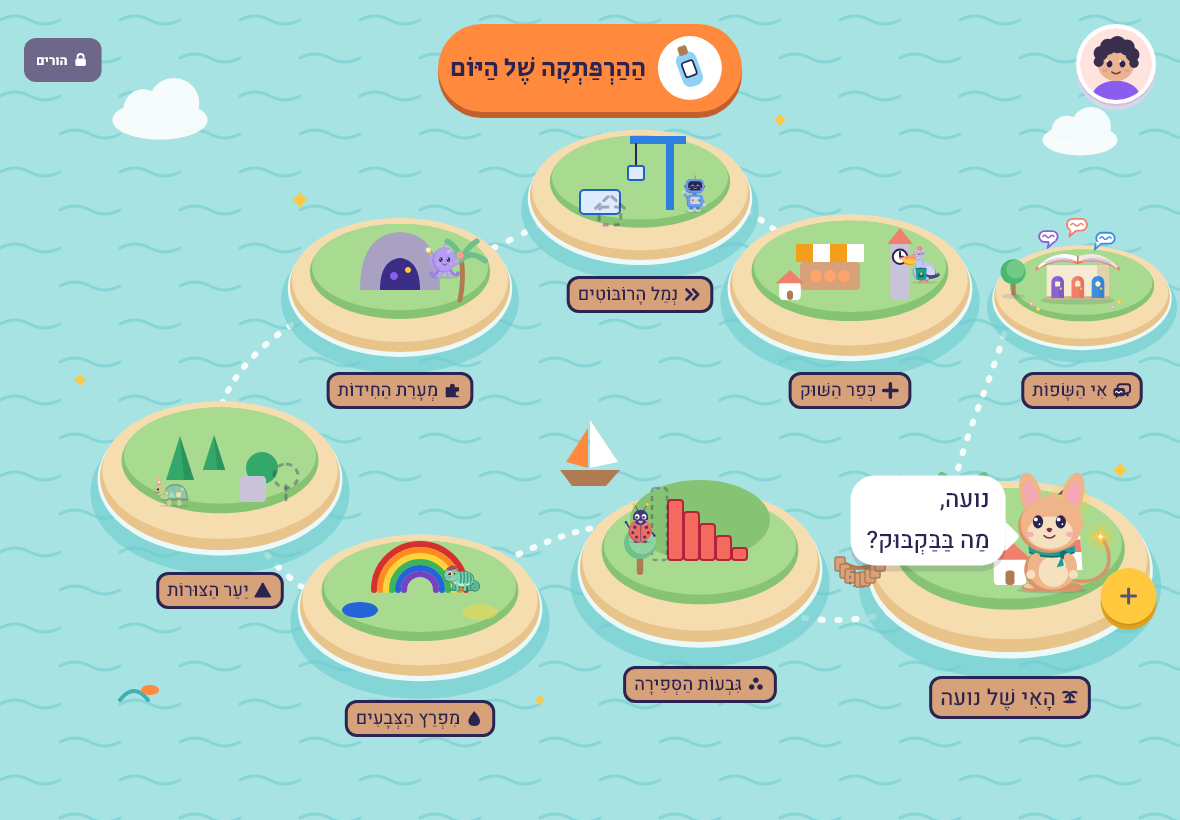 הַהַרְפַּתְקָה שֶׁל הַיּוֹם
הורים
נְמַל הָרוֹבּוֹטִים
מְעָרַת הַחִידוֹת
כְּפַר הַשּׁוּק
אִי הַשָּׂפוֹת
נועה,
מַה בַּבַּקְבּוּק?
יַעַר הַצּוּרוֹת
גִּבְעוֹת הַסְּפִירָה
הָאִי שֶׁל נועה
מִפְרַץ הַצְּבָעִים